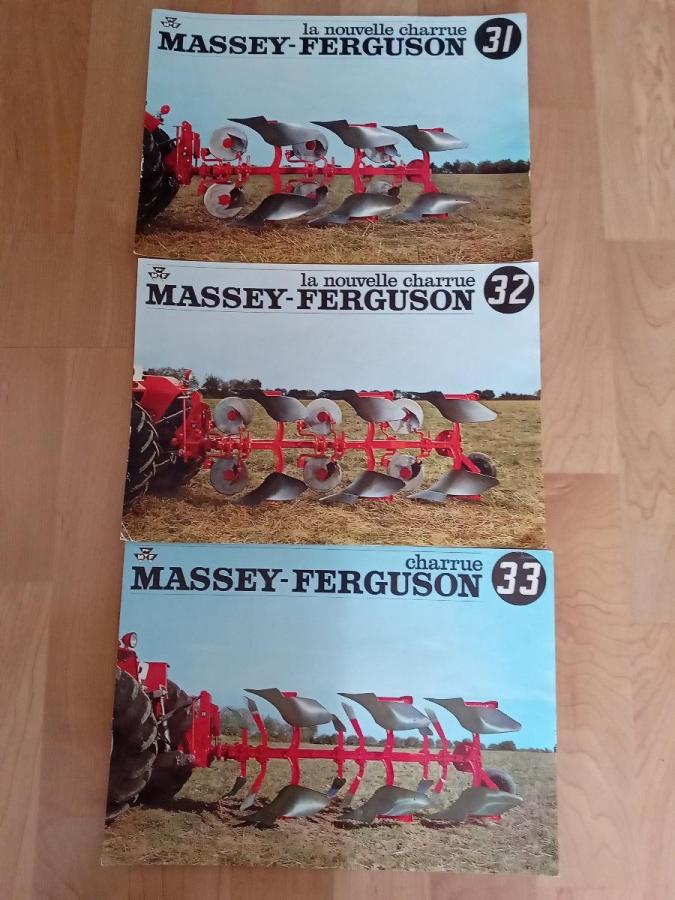 la nouvelle charrue
MASSEY-FERGUSON 31
la nouvelle charrue
MASSEY-FERGUSON 32
charrue
MASSEY-FERGUSON 33